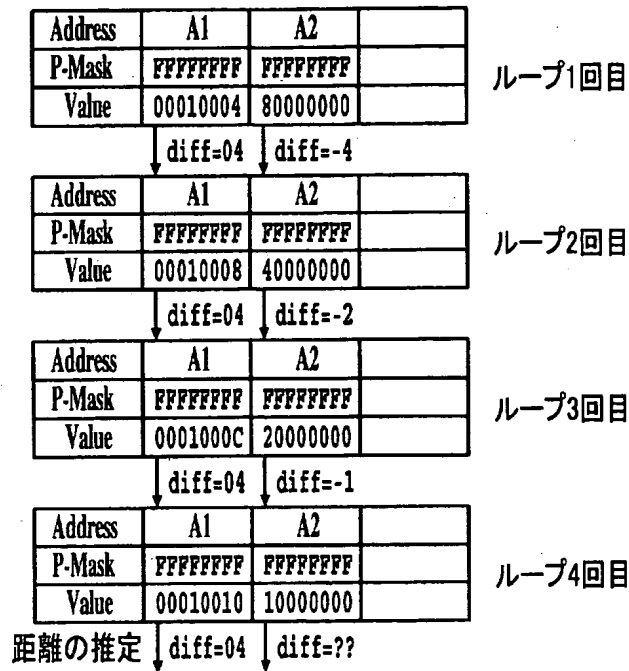 Address A1 A2
P-Mask FFFFFFFF FFFFFFFF
Value 00010004 80000000
ループ1回目
diff=04 diff=-4
Address A1 A2
P-Mask FFFFFFFF FFFFFFFF
Value 00010008 40000000
ループ2回目
diff=04 diff=-2
Address A1 A2
P-Mask FFFFFFFF FFFFFFFF
Value 0001000C 20000000
ループ3回目
diff=04 diff=-1
Address A1 A2
P-Mask FFFFFFFF FFFFFFFF
Value 00010010 10000000
ループ4回目
距離の推定 diff=04 diff=??